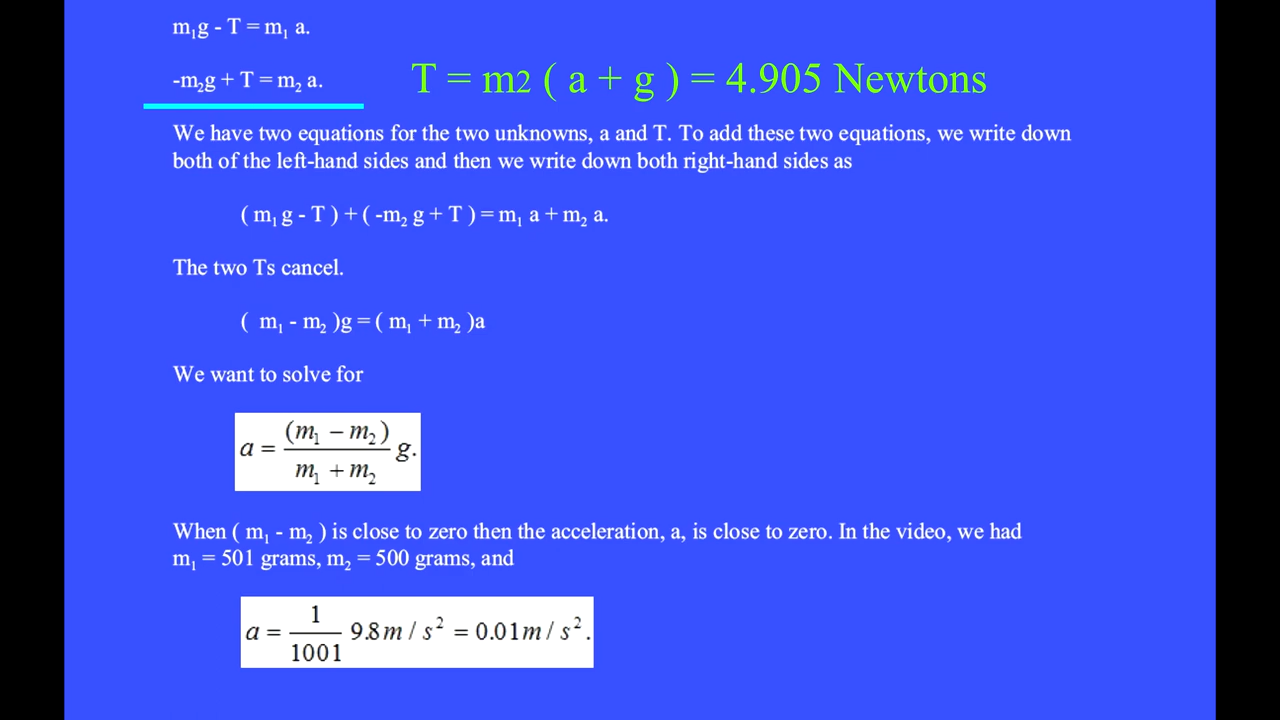 m₁g - T = m₁ a.
-m₂g + T = m₂ a.
T = m2 ( a + g ) = 4.905 Newtons
We have two equations for the two unknowns, a and T. To add these two equations, we write down
both of the left-hand sides and then we write down both right-hand sides as
( m₁ g - T ) + ( -m₂ g + T ) = m₁ a + m₂ a.
The two Ts cancel.
( m₁ - m₂ )g = ( m₁ + m₂ )a
We want to solve for
a = (m₁ − m₂) / m₁ + m₂ g.
When ( m₁ - m₂ ) is close to zero then the acceleration, a, is close to zero. In the video, we had
m₁ = 501 grams, m₂ = 500 grams, and
a = 1 / 1001 9.8m / s² = 0.01m / s².